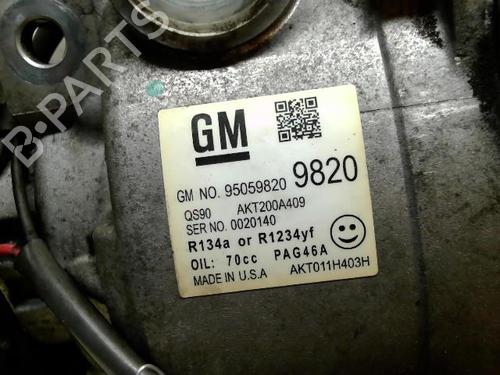 B-PARTS
GM
GM NO. 95059820 9820
QS90 AKT200A409
SER NO. 0020140
R134a or R1234yf
OIL: 70cc PAG46A
MADE IN U.S.A AKT011H403H